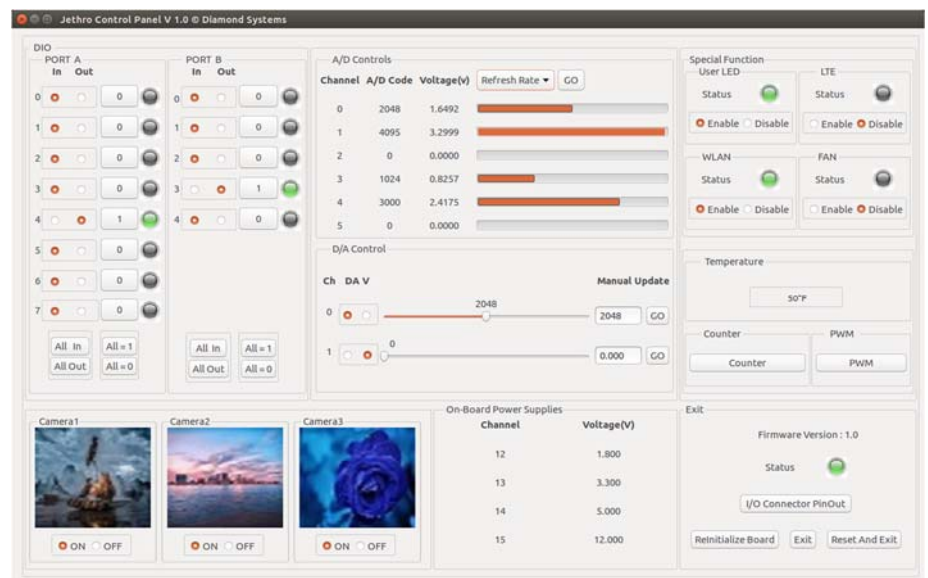 Jethro Control Panel V 1.0 © Diamond Systems
DIO
PORT A
In Out
0 0
1 0
2 0
3 0
4 1
5 0
6 0
7 0
All In All = 1
All Out All = 0
PORT B
In Out
0 0
1 0
2 0
3 1
4 0
All In All = 1
All Out All = 0
A/D Controls
Channel A/D Code Voltage(v) Refresh Rate GO
0 2048 1.6492
1 4095 3.2999
2 0 0.0000
3 1024 0.8257
4 3000 2.4175
5 0 0.0000
D/A Control
Ch DA V Manual Update
0 2048 2048 GO
1 0 0.000 GO
Special Function
User LED
Status
Enable Disable
LTE
Status
Enable Disable
WLAN
Status
Enable Disable
FAN
Status
Enable Disable
Temperature
50°F
Counter
Counter
PWM
PWM
Camera1
ON OFF
Camera2
ON OFF
Camera3
ON OFF
On-Board Power Supplies
Channel Voltage(V)
12 1.800
13 3.300
14 5.000
15 12.000
Exit
Firmware Version : 1.0
Status
I/O Connector PinOut
ReInitialize Board Exit Reset And Exit